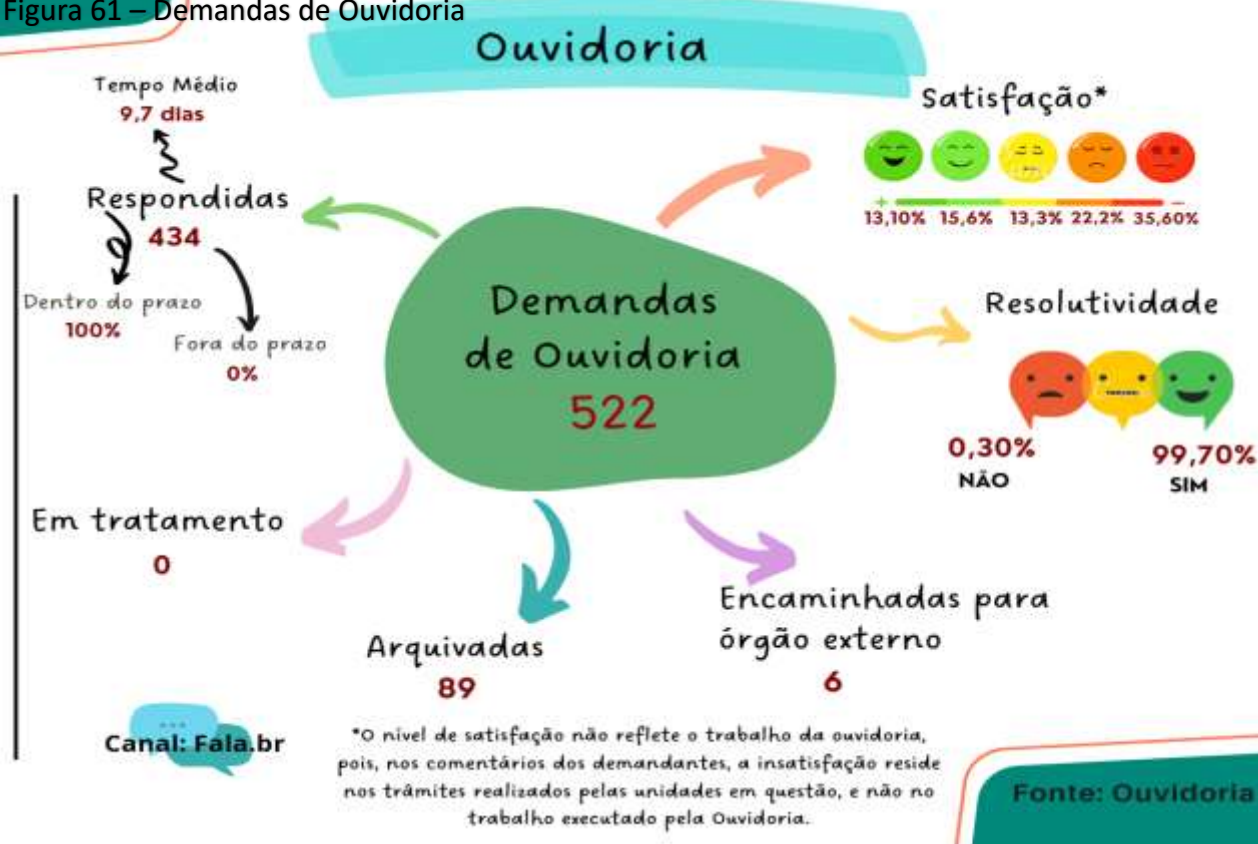 Figura 61 – Demandas de Ouvidoria
Ouvidoria
Tempo Médio
9,7 dias
Respondidas
434
Dentro do prazo
100%
Fora do prazo
0%
Satisfação*
+ −
13,10% 15,6% 13,3% 22,2% 35,60%
Demandas
de Ouvidoria
522
Resolutividade
0,30%
NÃO
99,70%
SIM
Em tratamento
0
Arquivadas
89
Encaminhadas para
órgão externo
6
Canal: Fala.br
*O nível de satisfação não reflete o trabalho da ouvidoria,
pois, nos comentários dos demandantes, a insatisfação reside
nos trâmites realizados pelas unidades em questão, e não no
trabalho executado pela Ouvidoria.
Fonte: Ouvidoria